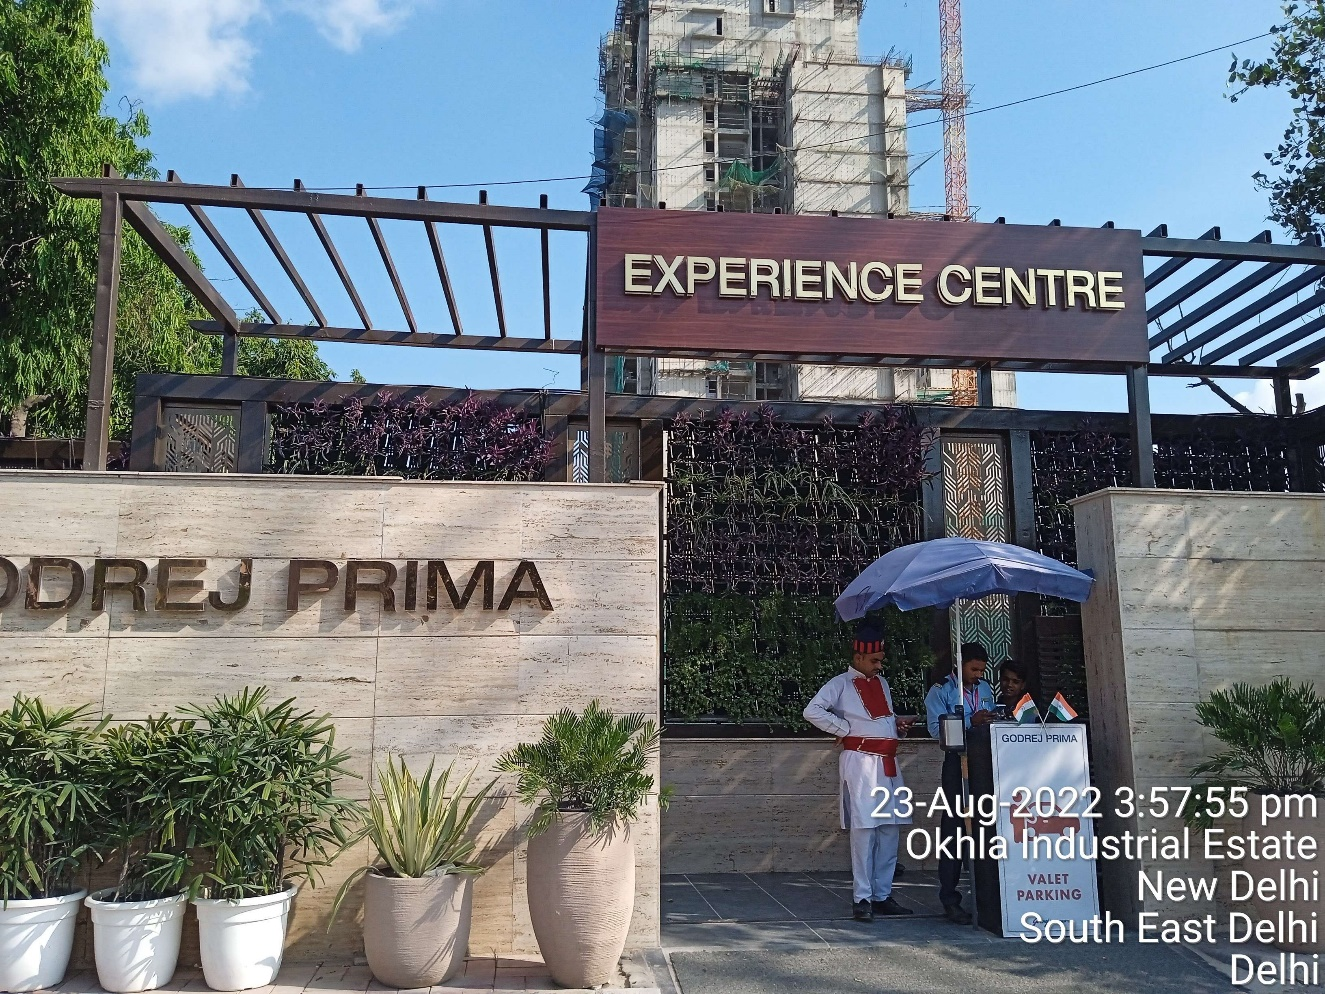 EXPERIENCE CENTRE
ODREJ PRIMA
GODREJ PRIMA
VALET
PARKING
23-Aug-2022 3:57:55 pm
Okhla Industrial Estate
New Delhi
South East Delhi
Delhi